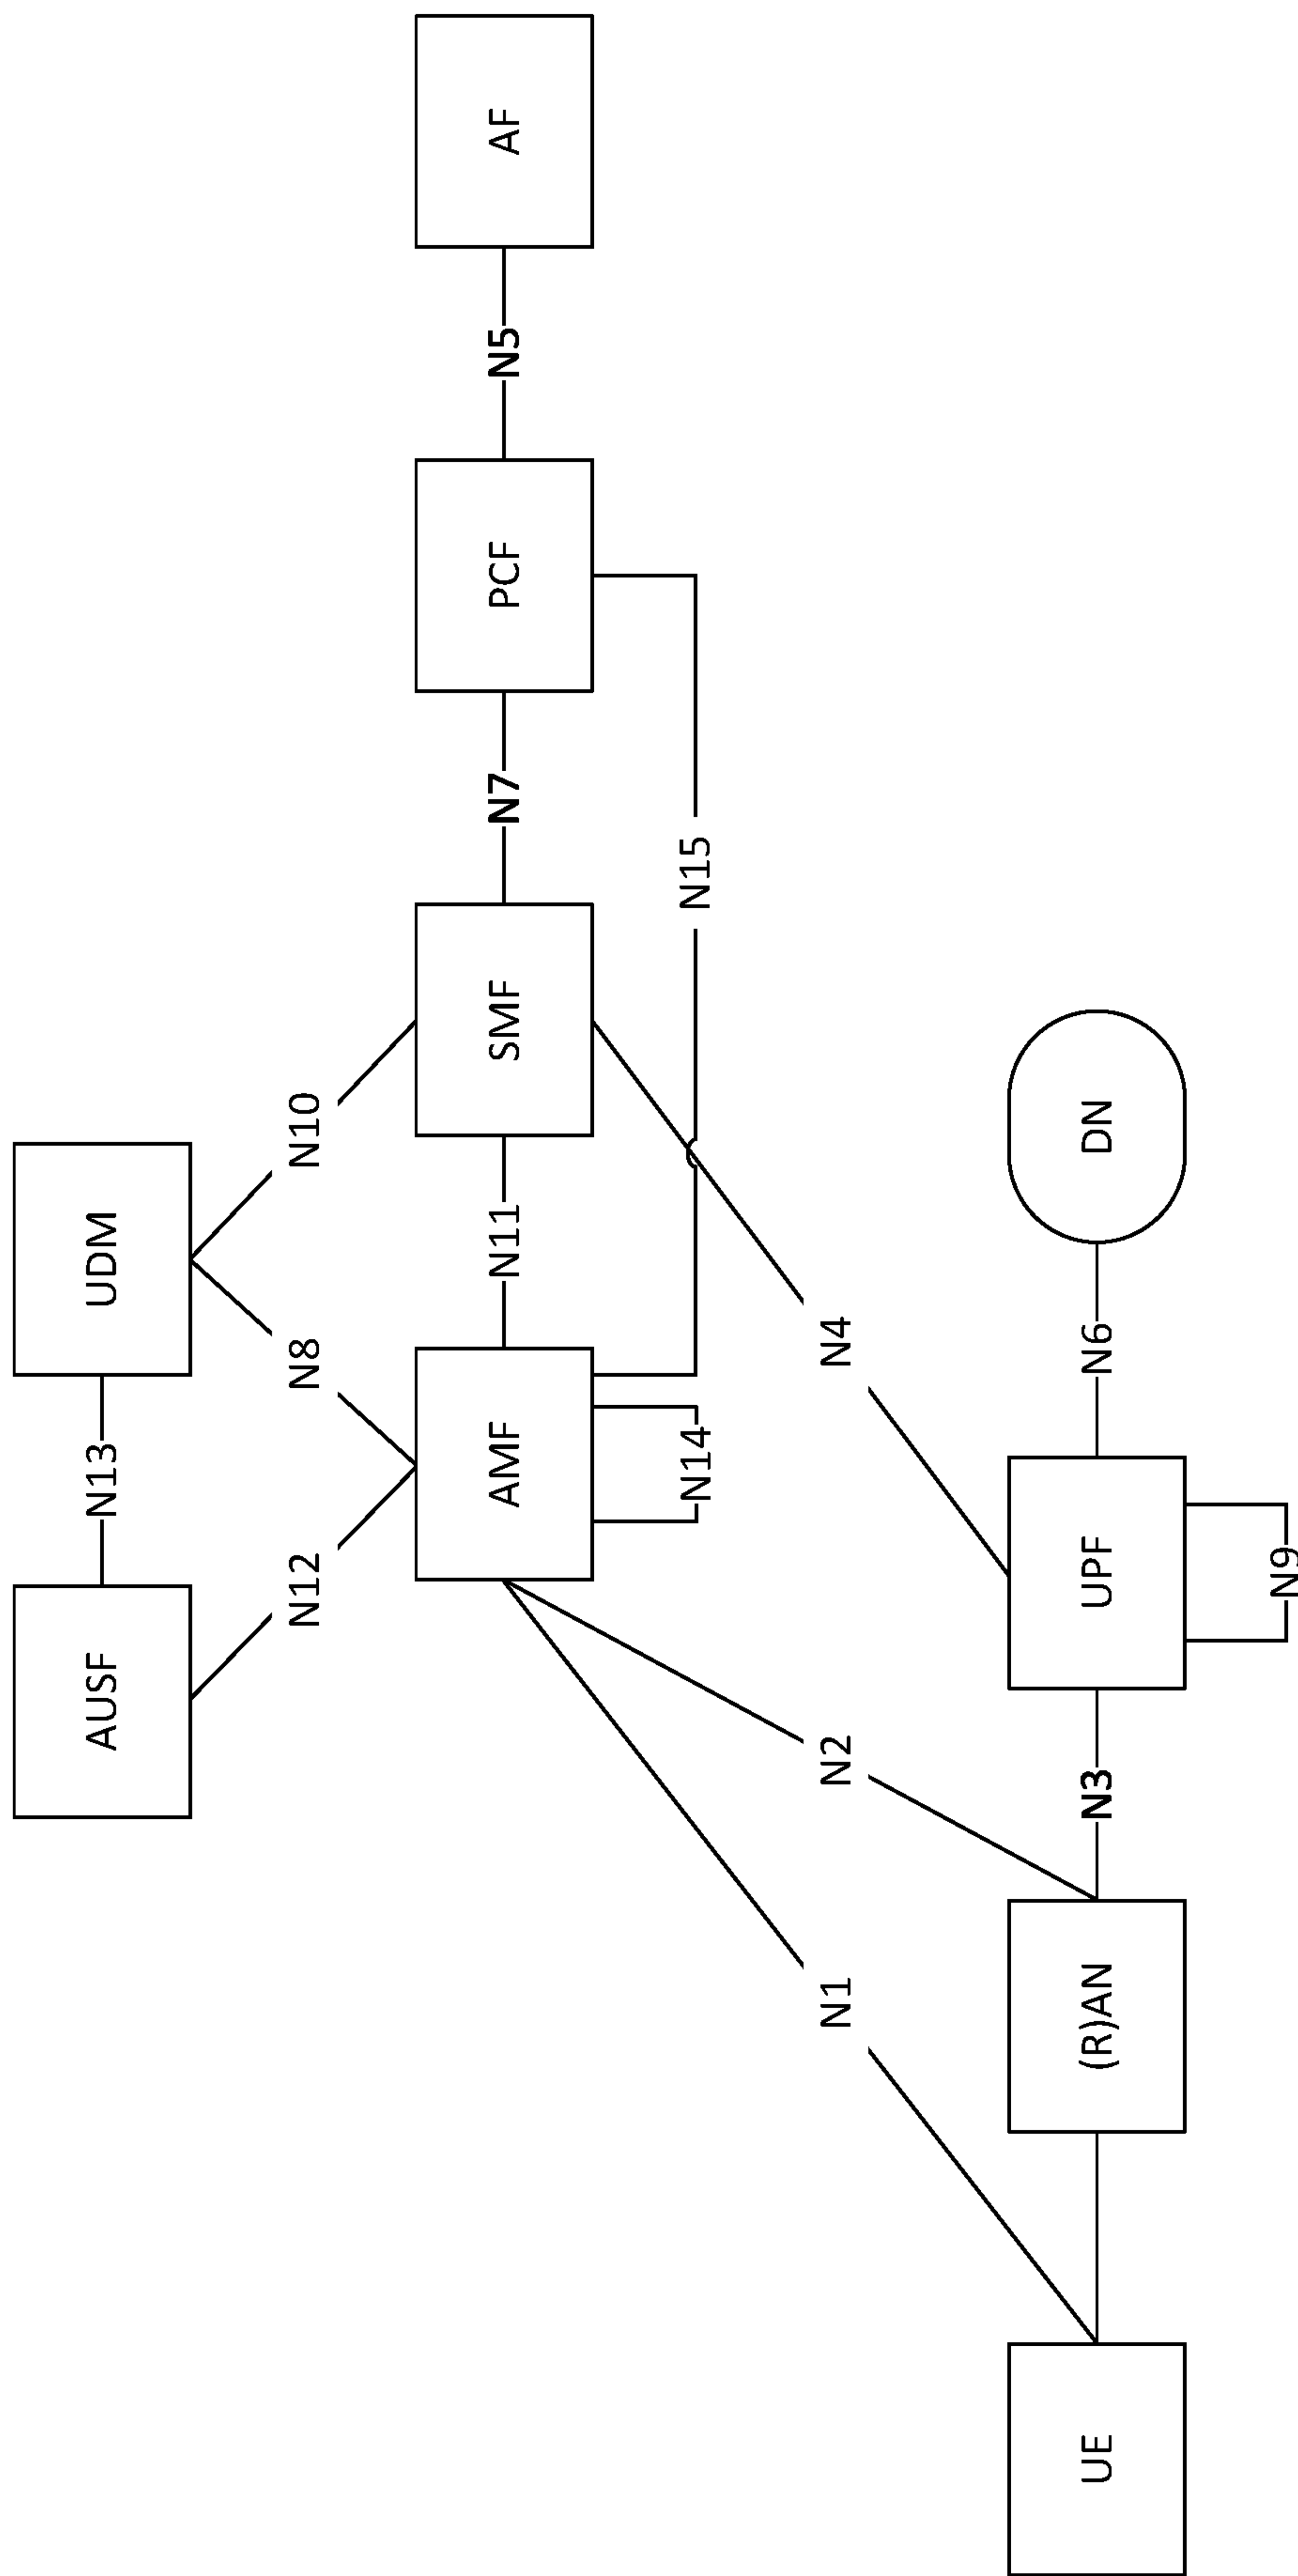 AUSF
N13
UDM
N12
N8
N10
AMF
N11
SMF
N7
PCF
N5
AF
N14
N15
N1
N2
N4
UE
(R)AN
N3
UPF
N6
DN
N9